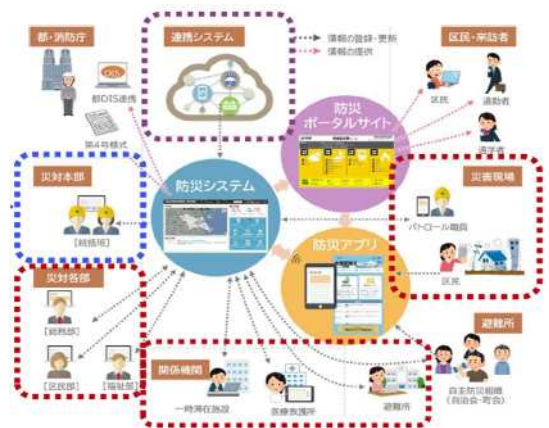 都・消防庁
連携システム
情報の登録・更新
情報の提供
区民・来訪者
DIS
都DIS連携
第4号様式
区民
通勤者
通学者
防災
ポータルサイト
災対本部
[統括班]
防災システム
災害現場
パトロール職員
区民
防災アプリ
災対各部
[総務部]
[区民部]
[福祉部]
関係機関
一時滞在施設
医療救護所
避難所
避難所
自主防災組織
(自治会・町会)